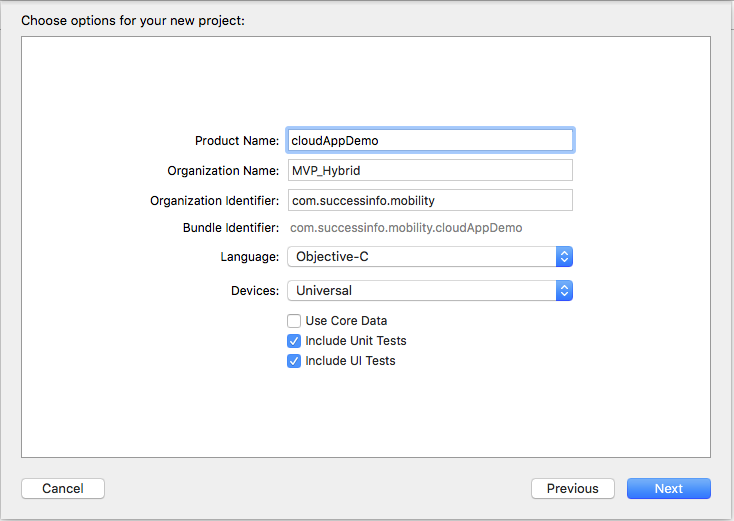 Choose options for your new project:
Product Name: cloudAppDemo
Organization Name: MVP_Hybrid
Organization Identifier: com.successinfo.mobility
Bundle Identifier: com.successinfo.mobility.cloudAppDemo
Language: Objective-C
Devices: Universal
Use Core Data
Include Unit Tests
Include UI Tests
Cancel Previous Next